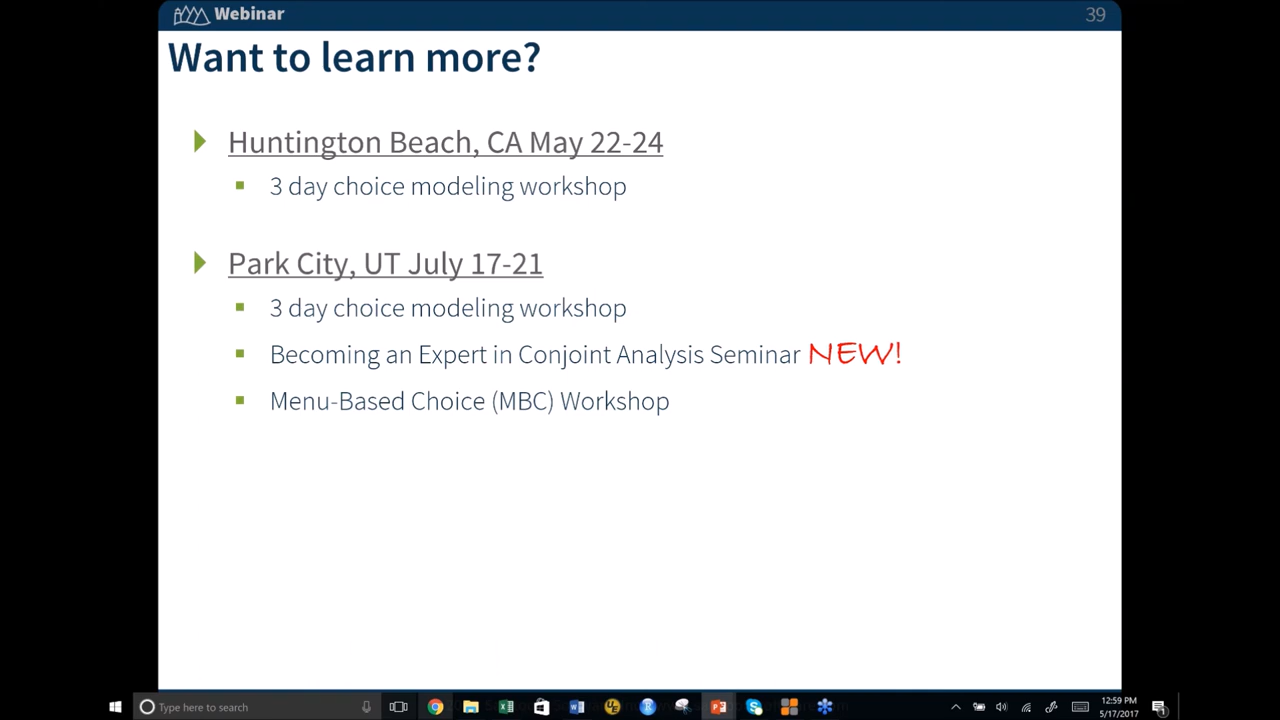 Webinar
39
Want to learn more?
Huntington Beach, CA May 22-24
3 day choice modeling workshop
Park City, UT July 17-21
3 day choice modeling workshop
Becoming an Expert in Conjoint Analysis Seminar NEW!
Menu-Based Choice (MBC) Workshop
Type here to search
12:59 PM
5/17/2017